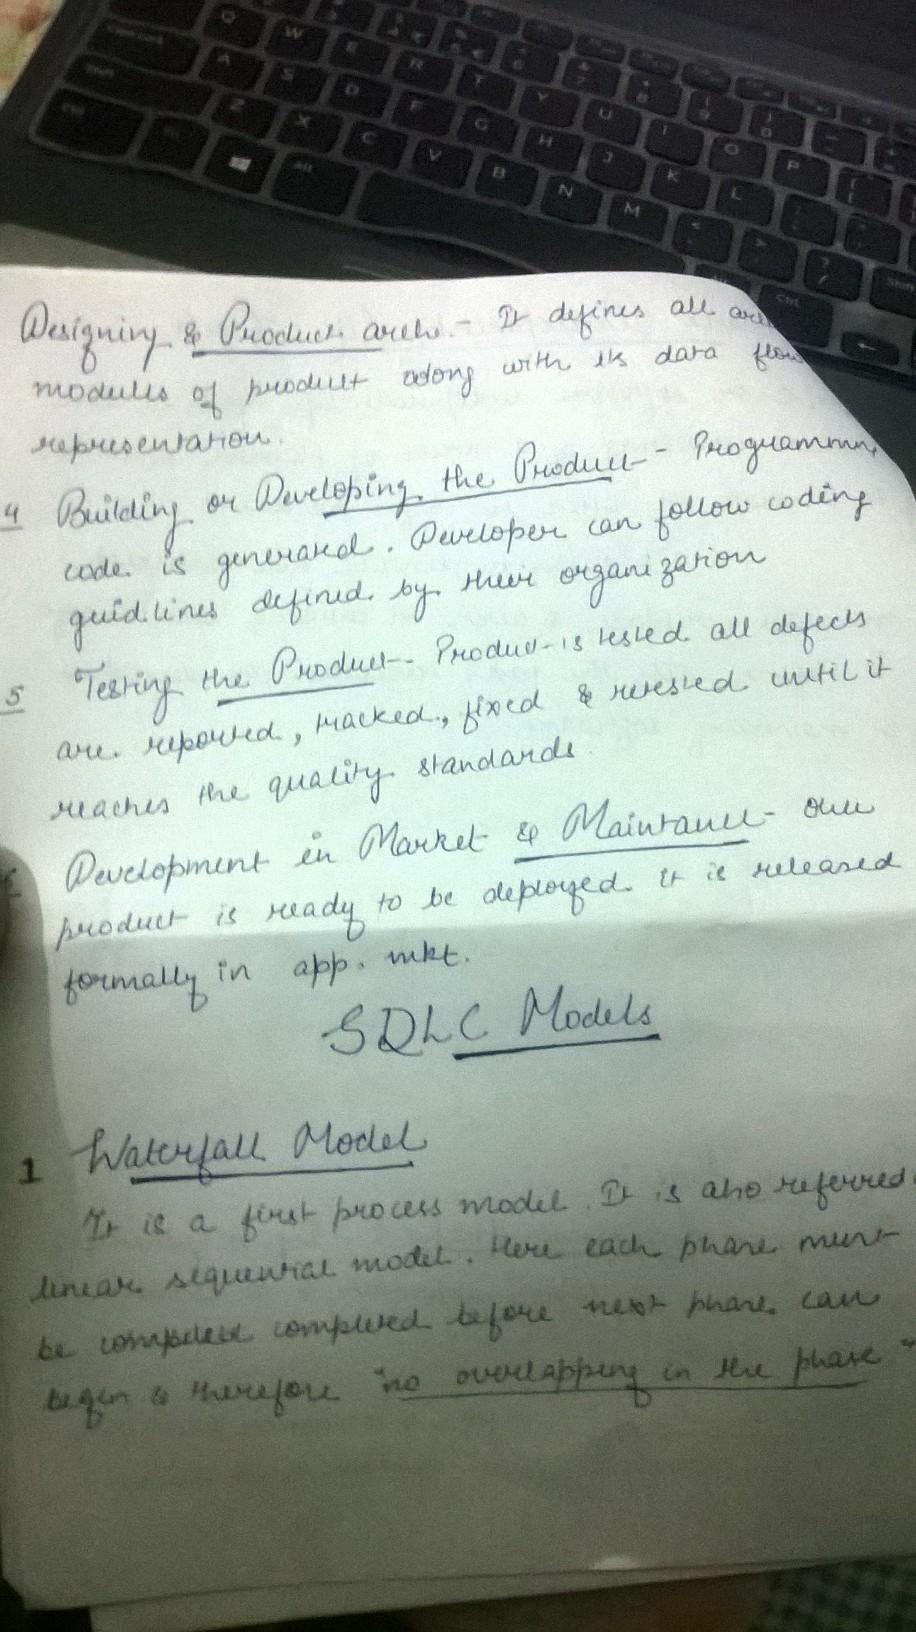 Designing & Product arch. - It defines all
modules of product along with its data flow
representation.
4 Building or Developing the Product - Programmin
code is generated. Developer can follow coding
guidlines defined by their organization
5 Testing the Product - Product is tested all defects
are reported, tracked, fixed & retested until it
reaches the quality standards.
Development in Market & Maintance - once
product is ready to be deployed it is released
formally in app. mkt.
SDLC Models
1 Waterfall Model
It is a first process model. It is also referred
linear sequential model. Here each phase must
be completed before next phase can
begin & therefore "no overlapping in the phase"
Q W E R T Y U I O P
A S D F G H J K L
Z X C V B N M
Alt
Ctrl
Shift